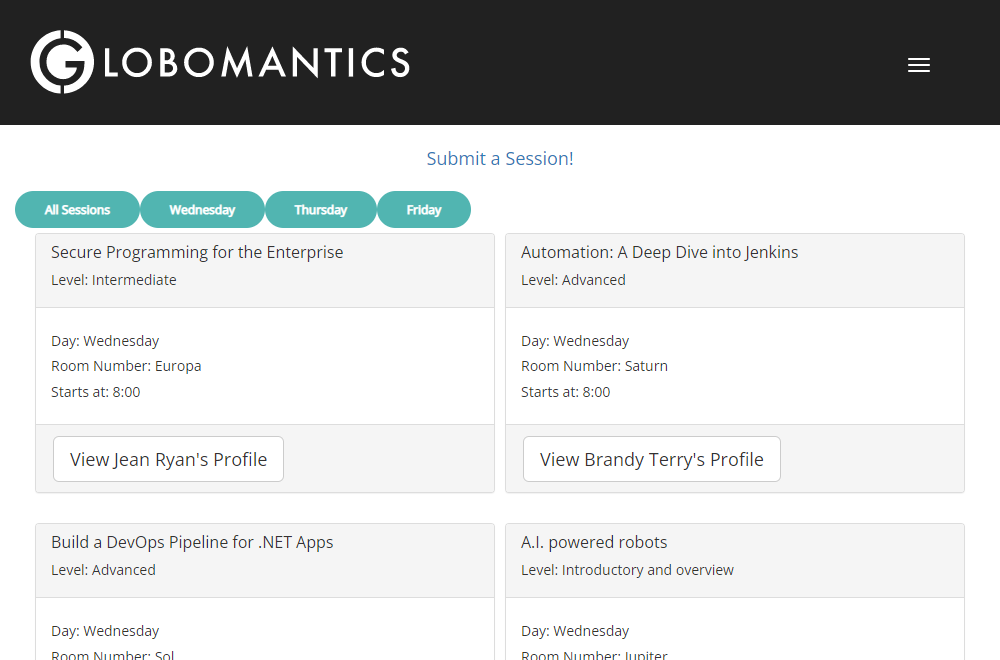 GLOBOMANTICS
Submit a Session!
All Sessions
Wednesday
Thursday
Friday
Secure Programming for the Enterprise
Level: Intermediate
Day: Wednesday
Room Number: Europa
Starts at: 8:00
View Jean Ryan's Profile
Automation: A Deep Dive into Jenkins
Level: Advanced
Day: Wednesday
Room Number: Saturn
Starts at: 8:00
View Brandy Terry's Profile
Build a DevOps Pipeline for .NET Apps
Level: Advanced
Day: Wednesday
Room Number: Sol
A.I. powered robots
Level: Introductory and overview
Day: Wednesday
Room Number: Jupiter